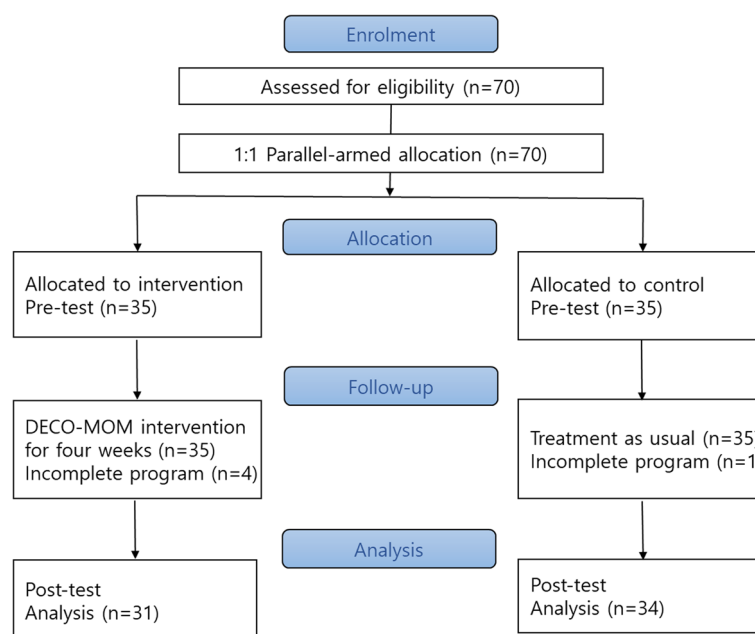 Enrolment
Assessed for eligibility (n=70)
1:1 Parallel-armed allocation (n=70)
Allocation
Allocated to intervention
Pre-test (n=35)
Allocated to control
Pre-test (n=35)
Follow-up
DECO-MOM intervention
for four weeks (n=35)
Incomplete program (n=4)
Treatment as usual (n=35)
Incomplete program (n=1
Analysis
Post-test
Analysis (n=31)
Post-test
Analysis (n=34)